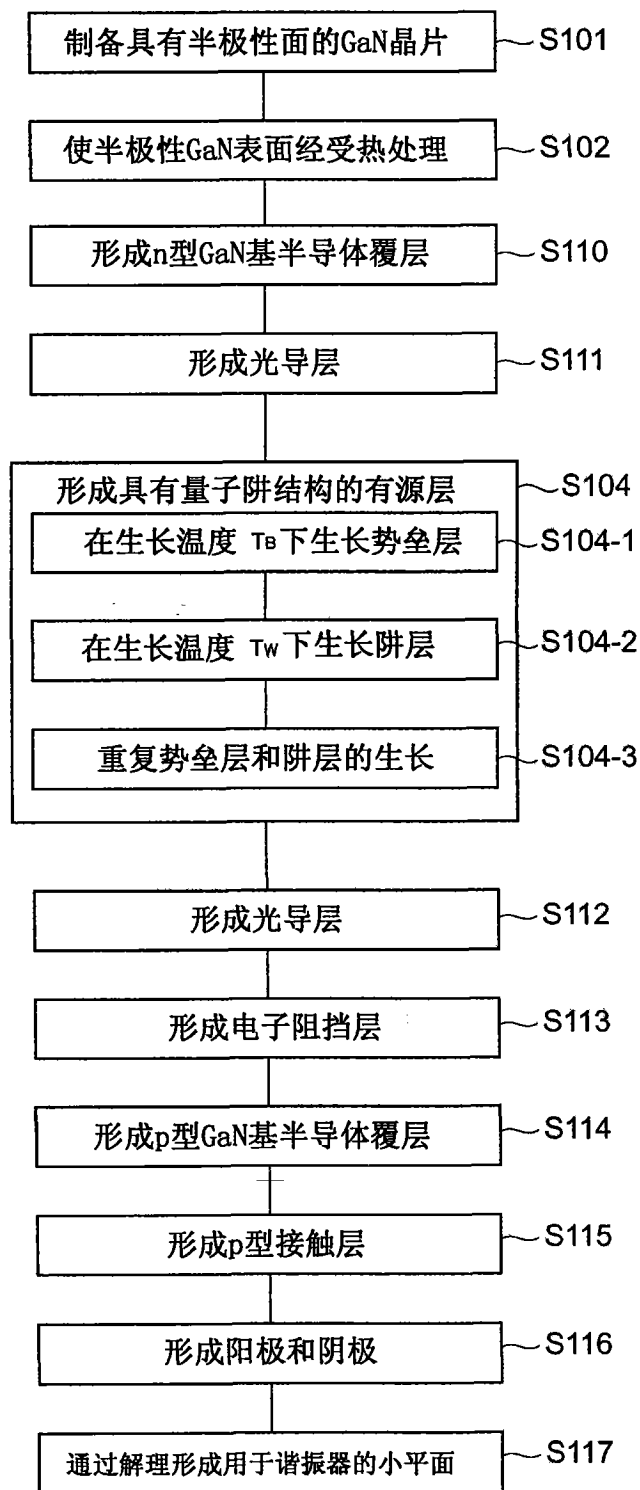 制备具有半极性面的GaN晶片 S101
使半极性GaN表面经受热处理 S102
形成n型GaN基半导体覆层 S110
形成光导层 S111
形成具有量子阱结构的有源层 S104
在生长温度 TB 下生长势垒层 S104-1
在生长温度 TW 下生长阱层 S104-2
重复势垒层和阱层的生长 S104-3
形成光导层 S112
形成电子阻挡层 S113
形成p型GaN基半导体覆层 S114
形成p型接触层 S115
形成阳极和阴极 S116
通过解理形成用于谐振器的小平面 S117